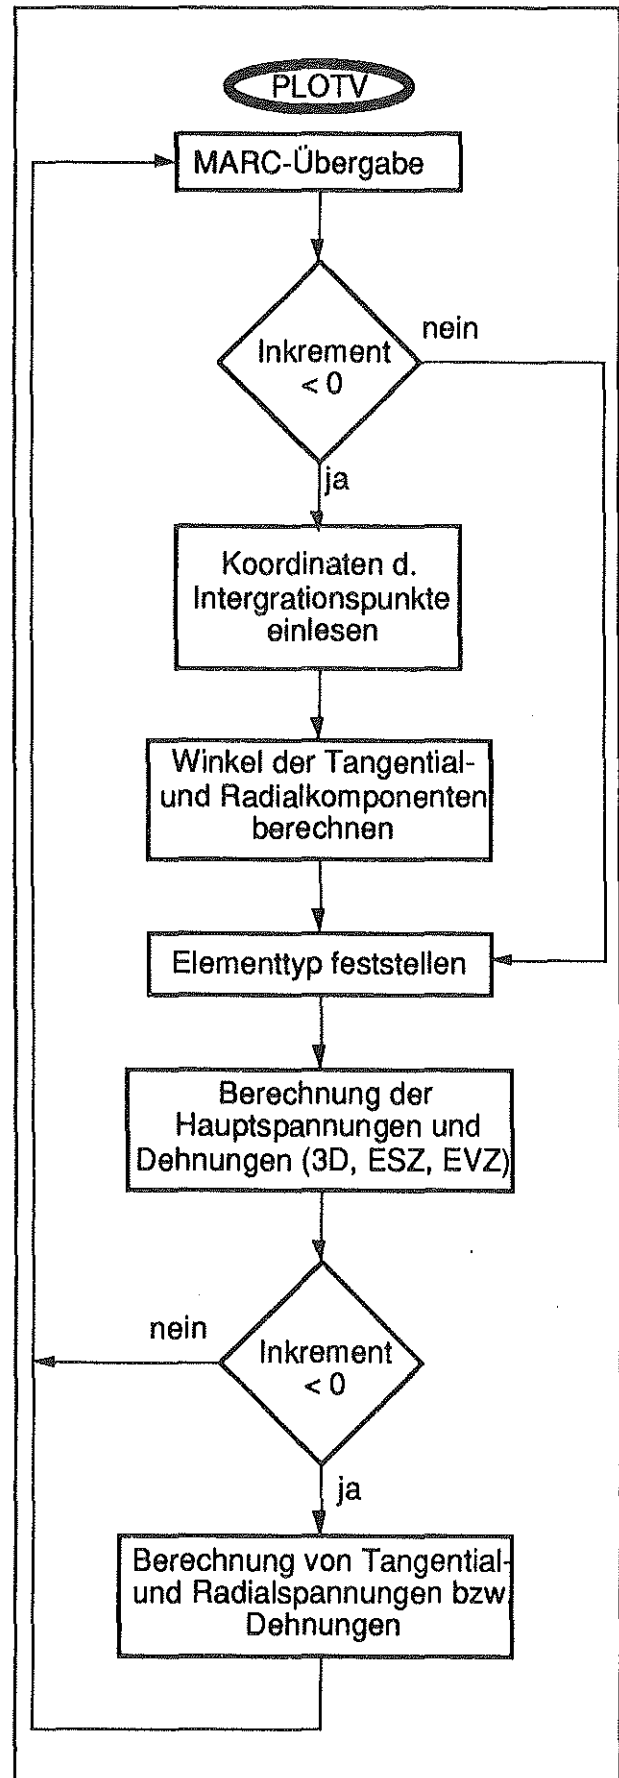 PLOTV
MARC-Übergabe
Inkrement
< 0
nein
ja
Koordinaten d.
Intergrationspunkte
einlesen
Winkel der Tangential-
und Radialkomponenten
berechnen
Elementtyp feststellen
Berechnung der
Hauptspannungen und
Dehnungen (3D, ESZ, EVZ)
nein
Inkrement
< 0
ja
Berechnung von Tangential-
und Radialspannungen bzw.
Dehnungen